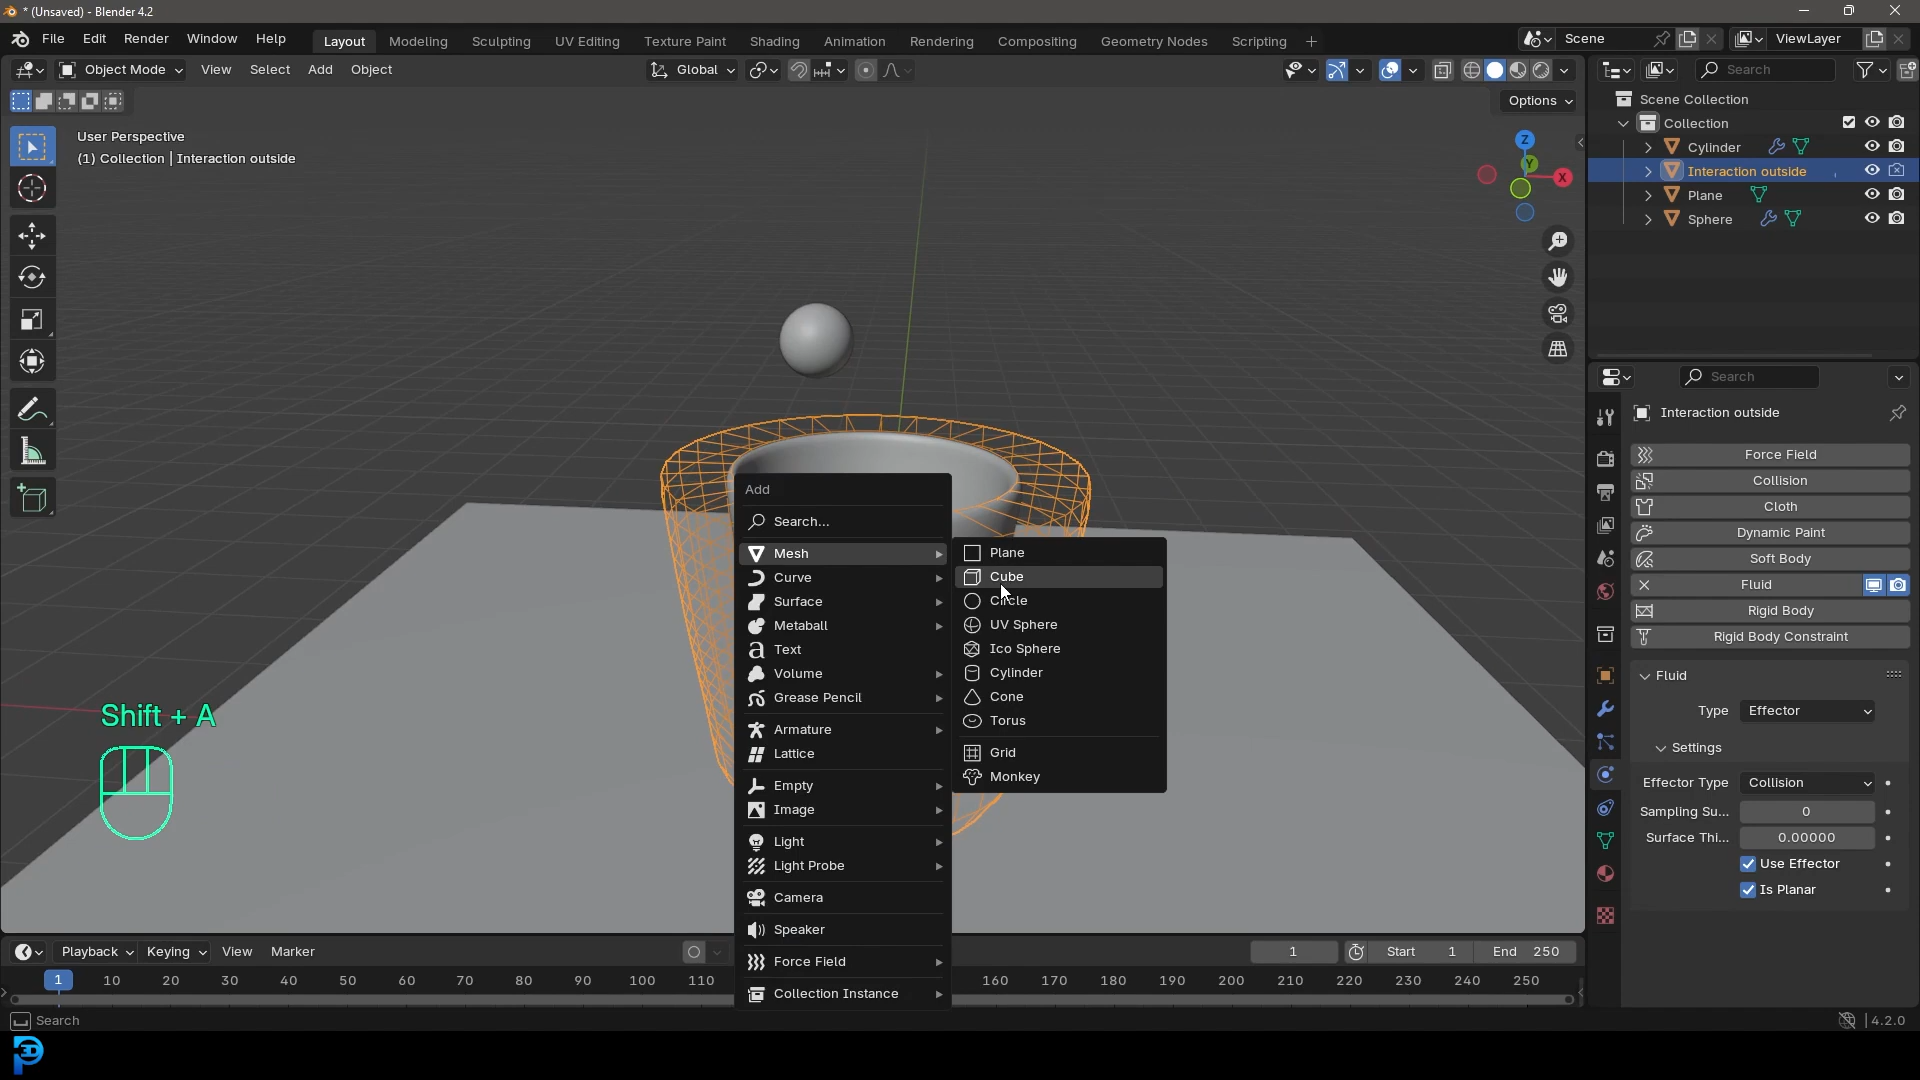 * (Unsaved) - Blender 4.2
File Edit Render Window Help
Layout Modeling Sculpting UV Editing Texture Paint Shading Animation Rendering Compositing Geometry Nodes Scripting +
Scene
ViewLayer
Object Mode View Select Add Object
Global
Search
Options
User Perspective
(1) Collection | Interaction outside
Z
Y
X
Scene Collection
Collection
Cylinder
Interaction outside
Plane
Sphere
Search
Interaction outside
Force Field
Collision
Cloth
Dynamic Paint
Soft Body
Fluid
Rigid Body
Rigid Body Constraint
Fluid
Type Effector
Settings
Effector Type Collision
Sampling Su... 0
Surface Thi... 0.00000
Use Effector
Is Planar
Add
Search...
Mesh
Curve
Surface
Metaball
Text
Volume
Grease Pencil
Armature
Lattice
Empty
Image
Light
Light Probe
Camera
Speaker
Force Field
Collection Instance
Plane
Cube
Circle
UV Sphere
Ico Sphere
Cylinder
Cone
Torus
Grid
Monkey
Shift + A
Playback Keying View Marker
1 Start 1 End 250
1 10 20 30 40 50 60 70 80 90 100 110 160 170 180 190 200 210 220 230 240 250
Search
4.2.0
3D